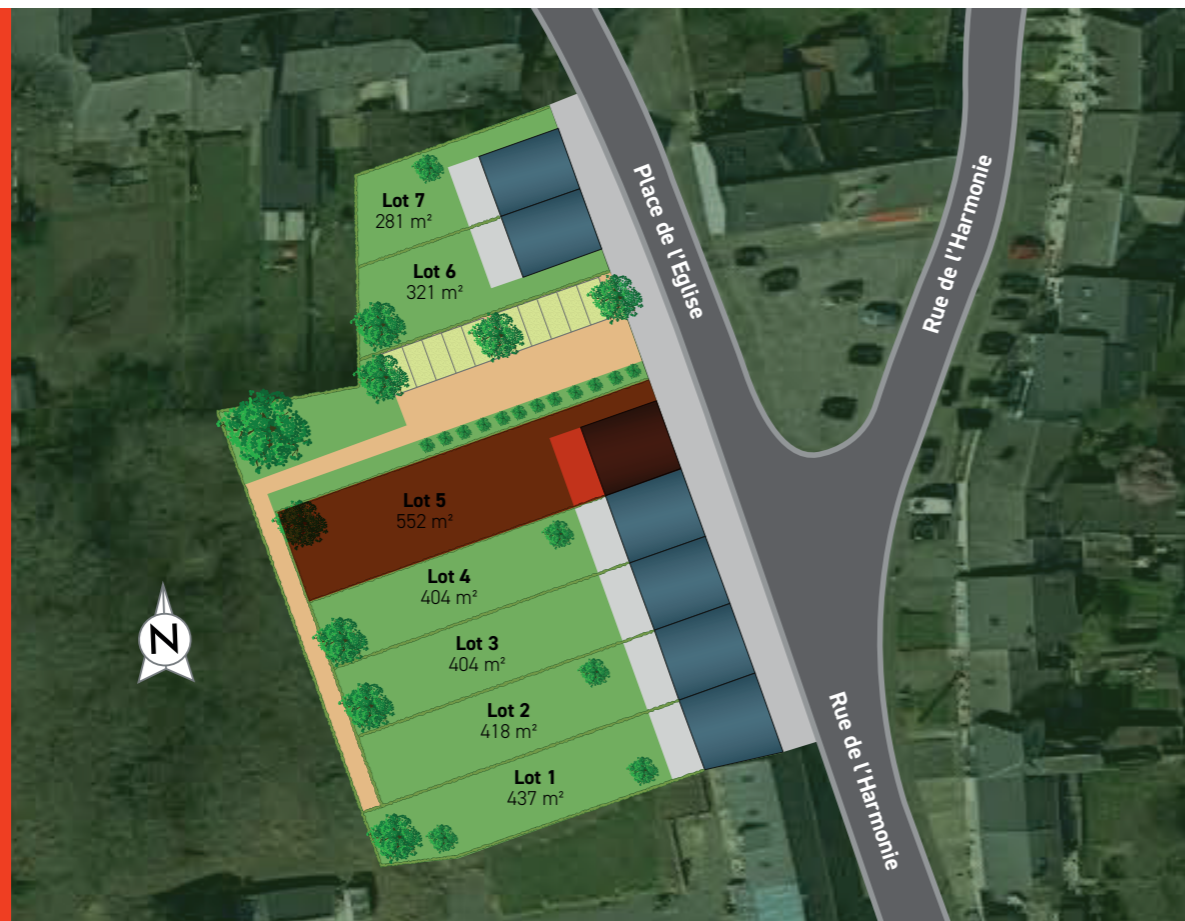 Place de l'Eglise
Rue de l'Harmonie
Lot 7
281 m²
Lot 6
321 m²
Lot 5
552 m²
Lot 4
404 m²
N
Lot 3
404 m²
Lot 2
418 m²
Lot 1
437 m²
Rue de l'Harmonie